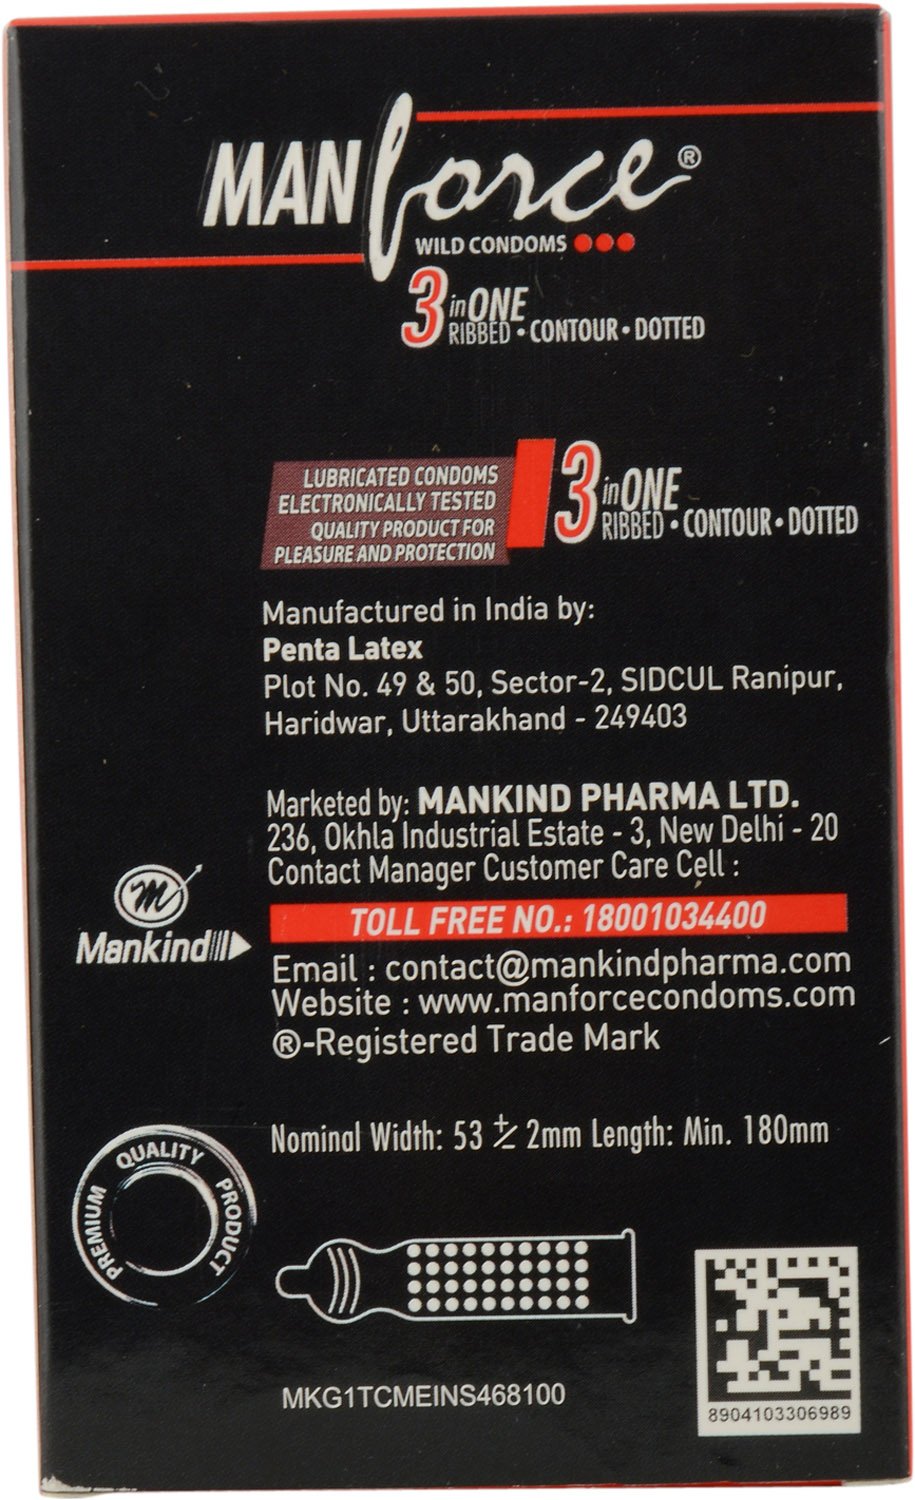 MANforce®
WILD CONDOMS
3 in ONE
RIBBED • CONTOUR • DOTTED
LUBRICATED CONDOMS
ELECTRONICALLY TESTED
QUALITY PRODUCT FOR
PLEASURE AND PROTECTION
3 in ONE
RIBBED • CONTOUR • DOTTED
Manufactured in India by:
Penta Latex
Plot No. 49 & 50, Sector-2, SIDCUL Ranipur,
Haridwar, Uttarakhand - 249403
Marketed by: MANKIND PHARMA LTD.
236, Okhla Industrial Estate - 3, New Delhi - 20
Contact Manager Customer Care Cell :
TOLL FREE NO.: 18001034400
Mankind
Email : contact@mankindpharma.com
Website : www.manforcecondoms.com
®-Registered Trade Mark
Nominal Width: 53 ± 2mm Length: Min. 180mm
PREMIUM QUALITY PRODUCT
MKG1TCMEINS468100
8904103306989